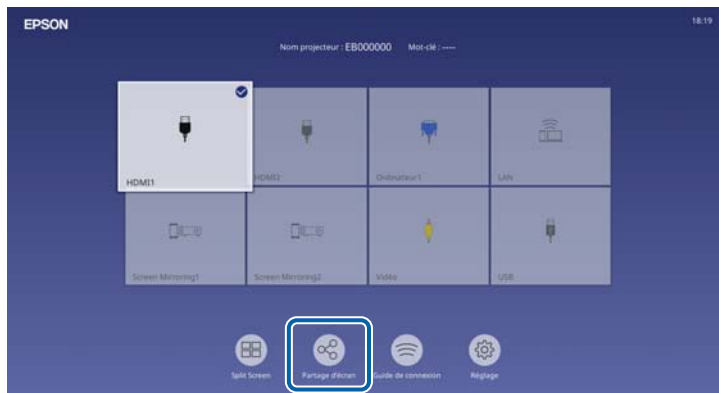 EPSON
18:19
Nom projecteur : EB000000 Mot-clé : ----
HDMI1
HDMI2
Ordinateur1
LAN
Screen Mirroring1
Screen Mirroring2
Vidéo
USB
Split Screen
Partage d'écran
Guide de connexion
Réglage